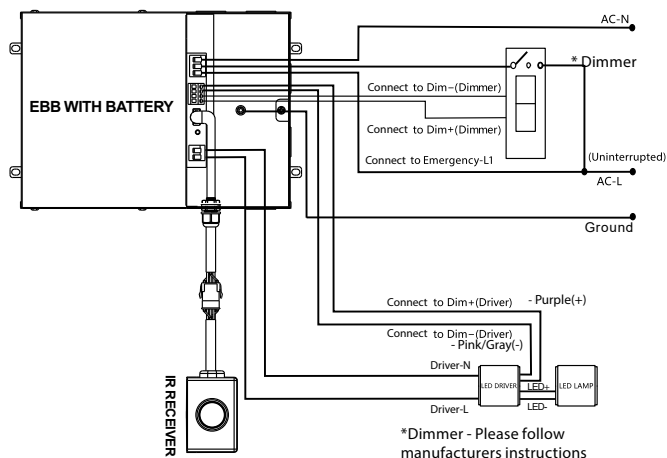 AC-N
* Dimmer
Connect to Dim-(Dimmer)
EBB WITH BATTERY
Connect to Dim+(Dimmer)
Connect to Emergency-L1
(Uninterrupted)
AC-L
Ground
Connect to Dim+(Driver)
- Purple(+)
Connect to Dim-(Driver)
- Pink/Gray(-)
Driver-N
LED DRIVER
LED+
LED LAMP
LED-
Driver-L
IR RECEIVER
*Dimmer - Please follow
manufacturers instructions